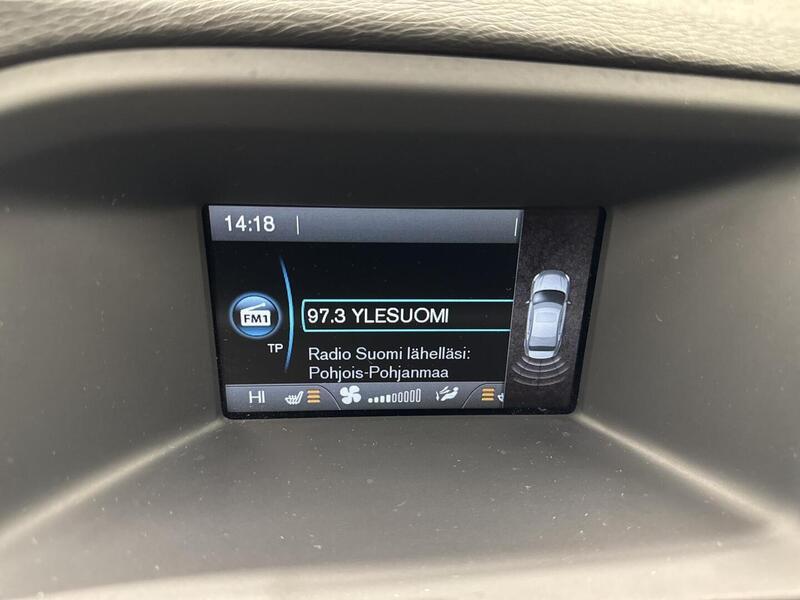 14:18
FM1
97.3 YLESUOMI
TP
Radio Suomi lähelläsi:
Pohjois-Pohjanmaa
HI